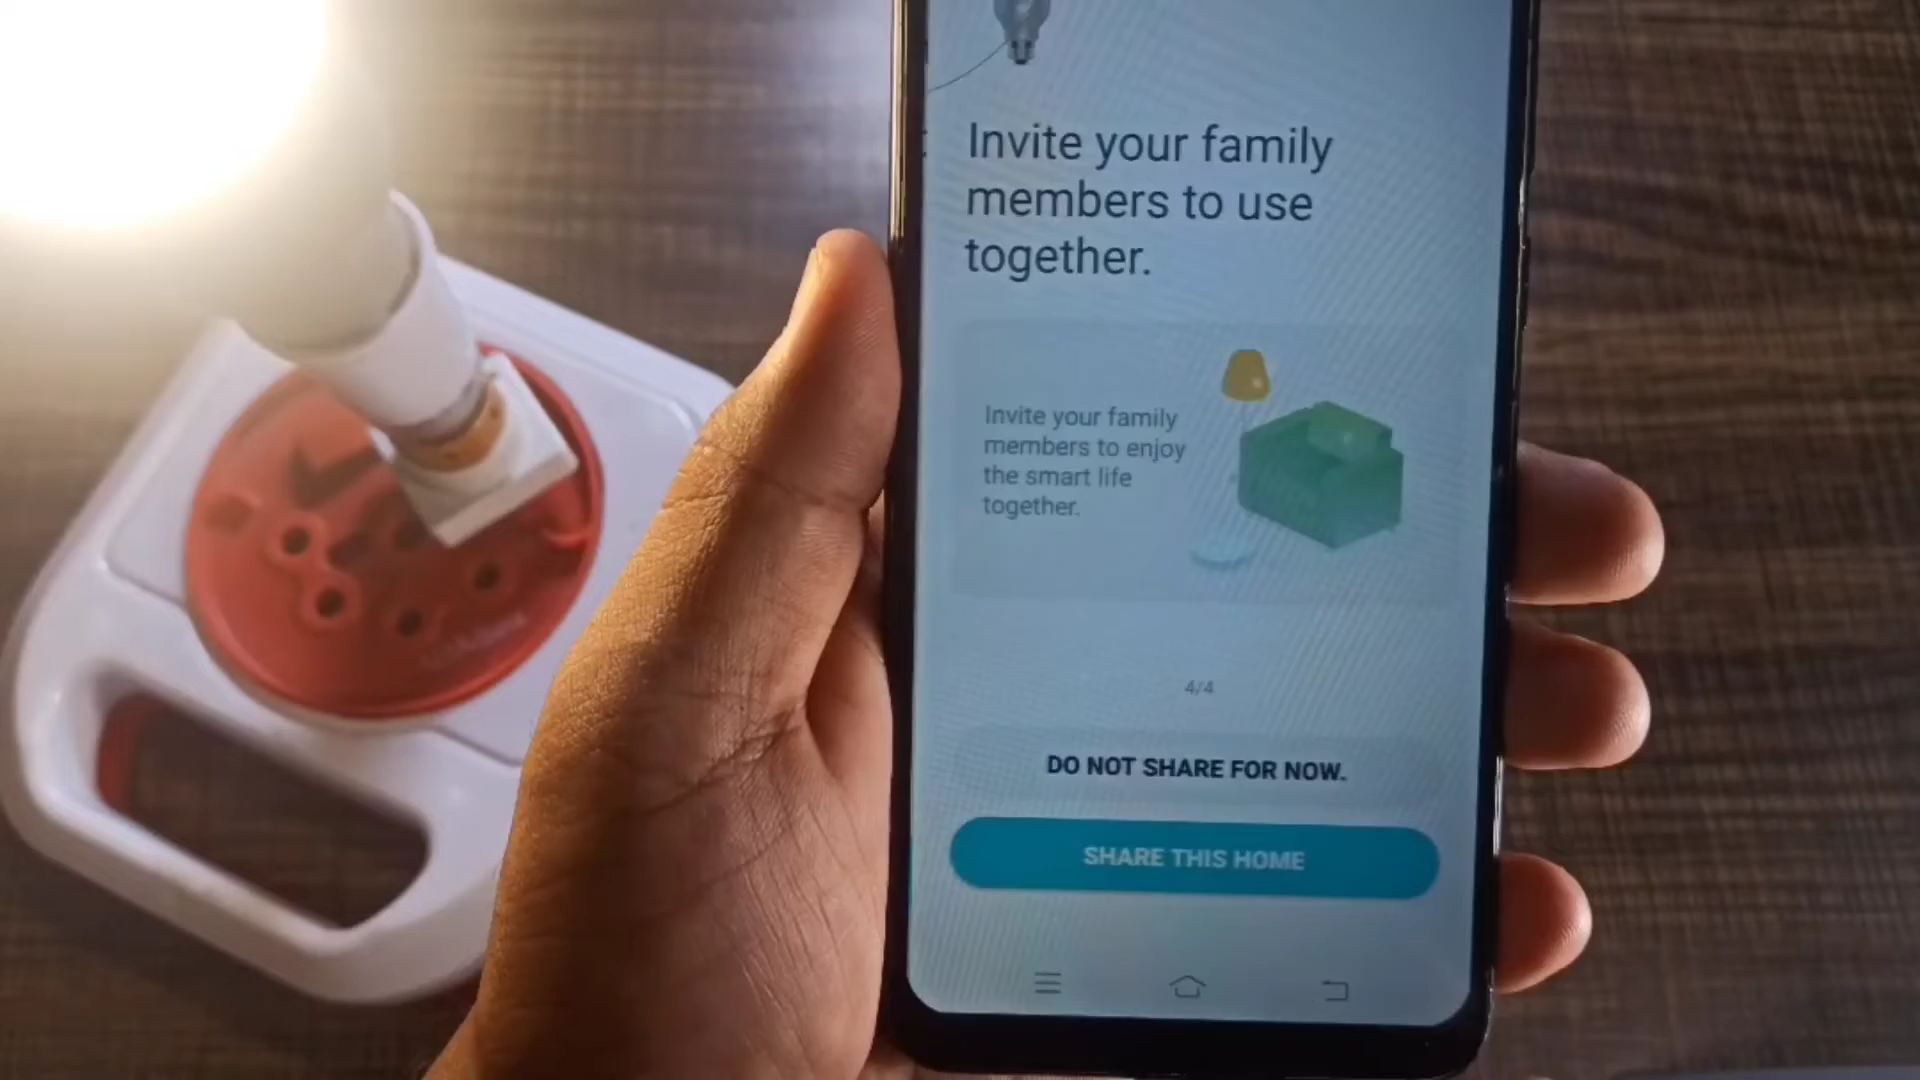 Invite your family
members to use
together.
Invite your family
members to enjoy
the smart life
together.
4/4
DO NOT SHARE FOR NOW.
SHARE THIS HOME